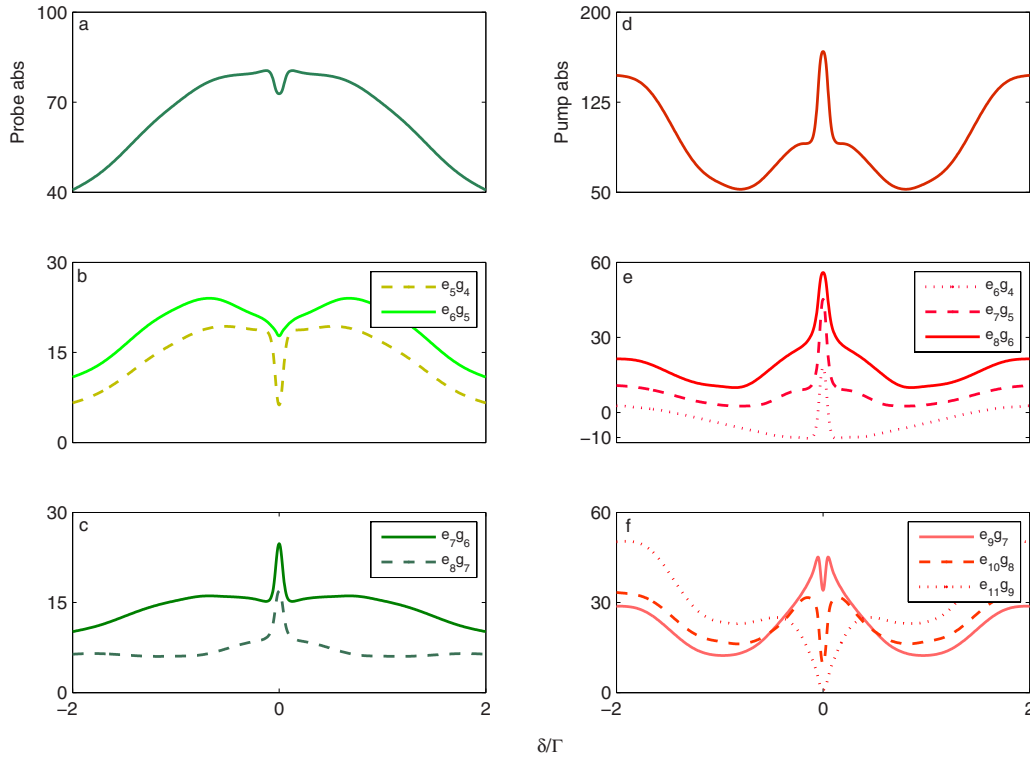 a
Probe abs
100
70
40
d
Pump abs
200
125
50
b
30
15
0
e₅g₄
e₆g₅
e
60
30
0
−10
e₆g₄
e₇g₅
e₈g₆
c
30
15
0
−2
0
2
e₇g₆
e₈g₇
f
60
30
0
−2
0
2
e₉g₇
e₁₀g₈
e₁₁g₉
δ/Γ